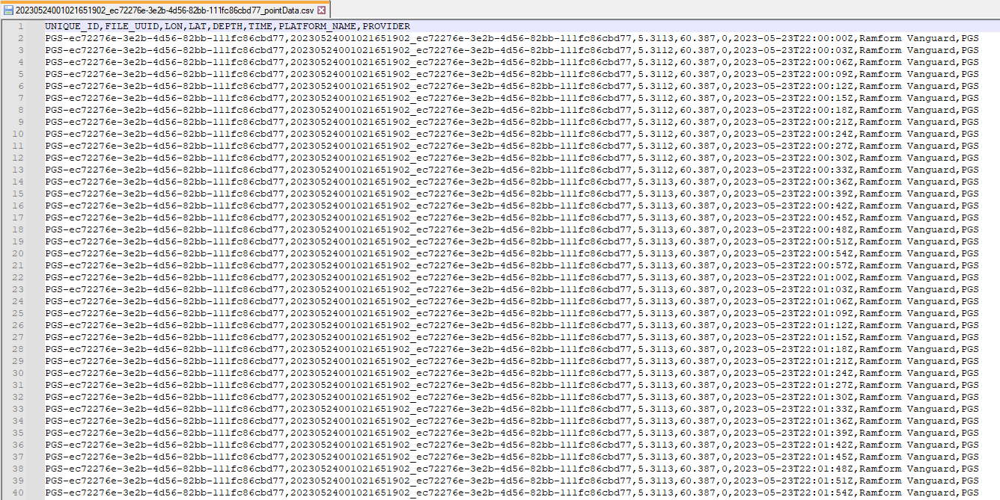 20230524001021651902_ec72276e-3e2b-4d56-82bb-111fc86cbd77_pointData.csv
1 UNIQUE_ID,FILE_UUID,LON,LAT,DEPTH,TIME,PLATFORM_NAME,PROVIDER
2 PGS-ec72276e-3e2b-4d56-82bb-111fc86cbd77,20230524001021651902_ec72276e-3e2b-4d56-82bb-111fc86cbd77,5.3113,60.387,0,2023-05-23T22:00:00Z,Ramform Vanguard,PGS
3 PGS-ec72276e-3e2b-4d56-82bb-111fc86cbd77,20230524001021651902_ec72276e-3e2b-4d56-82bb-111fc86cbd77,5.3112,60.387,0,2023-05-23T22:00:03Z,Ramform Vanguard,PGS
4 PGS-ec72276e-3e2b-4d56-82bb-111fc86cbd77,20230524001021651902_ec72276e-3e2b-4d56-82bb-111fc86cbd77,5.3112,60.387,0,2023-05-23T22:00:06Z,Ramform Vanguard,PGS
5 PGS-ec72276e-3e2b-4d56-82bb-111fc86cbd77,20230524001021651902_ec72276e-3e2b-4d56-82bb-111fc86cbd77,5.3112,60.387,0,2023-05-23T22:00:09Z,Ramform Vanguard,PGS
6 PGS-ec72276e-3e2b-4d56-82bb-111fc86cbd77,20230524001021651902_ec72276e-3e2b-4d56-82bb-111fc86cbd77,5.3112,60.387,0,2023-05-23T22:00:12Z,Ramform Vanguard,PGS
7 PGS-ec72276e-3e2b-4d56-82bb-111fc86cbd77,20230524001021651902_ec72276e-3e2b-4d56-82bb-111fc86cbd77,5.3112,60.387,0,2023-05-23T22:00:15Z,Ramform Vanguard,PGS
8 PGS-ec72276e-3e2b-4d56-82bb-111fc86cbd77,20230524001021651902_ec72276e-3e2b-4d56-82bb-111fc86cbd77,5.3112,60.387,0,2023-05-23T22:00:18Z,Ramform Vanguard,PGS
9 PGS-ec72276e-3e2b-4d56-82bb-111fc86cbd77,20230524001021651902_ec72276e-3e2b-4d56-82bb-111fc86cbd77,5.3112,60.387,0,2023-05-23T22:00:21Z,Ramform Vanguard,PGS
10 PGS-ec72276e-3e2b-4d56-82bb-111fc86cbd77,20230524001021651902_ec72276e-3e2b-4d56-82bb-111fc86cbd77,5.3112,60.387,0,2023-05-23T22:00:24Z,Ramform Vanguard,PGS
11 PGS-ec72276e-3e2b-4d56-82bb-111fc86cbd77,20230524001021651902_ec72276e-3e2b-4d56-82bb-111fc86cbd77,5.3112,60.387,0,2023-05-23T22:00:27Z,Ramform Vanguard,PGS
12 PGS-ec72276e-3e2b-4d56-82bb-111fc86cbd77,20230524001021651902_ec72276e-3e2b-4d56-82bb-111fc86cbd77,5.3112,60.387,0,2023-05-23T22:00:30Z,Ramform Vanguard,PGS
13 PGS-ec72276e-3e2b-4d56-82bb-111fc86cbd77,20230524001021651902_ec72276e-3e2b-4d56-82bb-111fc86cbd77,5.3112,60.387,0,2023-05-23T22:00:33Z,Ramform Vanguard,PGS
14 PGS-ec72276e-3e2b-4d56-82bb-111fc86cbd77,20230524001021651902_ec72276e-3e2b-4d56-82bb-111fc86cbd77,5.3113,60.387,0,2023-05-23T22:00:36Z,Ramform Vanguard,PGS
15 PGS-ec72276e-3e2b-4d56-82bb-111fc86cbd77,20230524001021651902_ec72276e-3e2b-4d56-82bb-111fc86cbd77,5.3113,60.387,0,2023-05-23T22:00:39Z,Ramform Vanguard,PGS
16 PGS-ec72276e-3e2b-4d56-82bb-111fc86cbd77,20230524001021651902_ec72276e-3e2b-4d56-82bb-111fc86cbd77,5.3113,60.387,0,2023-05-23T22:00:42Z,Ramform Vanguard,PGS
17 PGS-ec72276e-3e2b-4d56-82bb-111fc86cbd77,20230524001021651902_ec72276e-3e2b-4d56-82bb-111fc86cbd77,5.3113,60.387,0,2023-05-23T22:00:45Z,Ramform Vanguard,PGS
18 PGS-ec72276e-3e2b-4d56-82bb-111fc86cbd77,20230524001021651902_ec72276e-3e2b-4d56-82bb-111fc86cbd77,5.3113,60.387,0,2023-05-23T22:00:48Z,Ramform Vanguard,PGS
19 PGS-ec72276e-3e2b-4d56-82bb-111fc86cbd77,20230524001021651902_ec72276e-3e2b-4d56-82bb-111fc86cbd77,5.3113,60.387,0,2023-05-23T22:00:51Z,Ramform Vanguard,PGS
20 PGS-ec72276e-3e2b-4d56-82bb-111fc86cbd77,20230524001021651902_ec72276e-3e2b-4d56-82bb-111fc86cbd77,5.3113,60.387,0,2023-05-23T22:00:54Z,Ramform Vanguard,PGS
21 PGS-ec72276e-3e2b-4d56-82bb-111fc86cbd77,20230524001021651902_ec72276e-3e2b-4d56-82bb-111fc86cbd77,5.3113,60.387,0,2023-05-23T22:00:57Z,Ramform Vanguard,PGS
22 PGS-ec72276e-3e2b-4d56-82bb-111fc86cbd77,20230524001021651902_ec72276e-3e2b-4d56-82bb-111fc86cbd77,5.3113,60.387,0,2023-05-23T22:01:00Z,Ramform Vanguard,PGS
23 PGS-ec72276e-3e2b-4d56-82bb-111fc86cbd77,20230524001021651902_ec72276e-3e2b-4d56-82bb-111fc86cbd77,5.3113,60.387,0,2023-05-23T22:01:03Z,Ramform Vanguard,PGS
24 PGS-ec72276e-3e2b-4d56-82bb-111fc86cbd77,20230524001021651902_ec72276e-3e2b-4d56-82bb-111fc86cbd77,5.3113,60.387,0,2023-05-23T22:01:06Z,Ramform Vanguard,PGS
25 PGS-ec72276e-3e2b-4d56-82bb-111fc86cbd77,20230524001021651902_ec72276e-3e2b-4d56-82bb-111fc86cbd77,5.3113,60.387,0,2023-05-23T22:01:09Z,Ramform Vanguard,PGS
26 PGS-ec72276e-3e2b-4d56-82bb-111fc86cbd77,20230524001021651902_ec72276e-3e2b-4d56-82bb-111fc86cbd77,5.3113,60.387,0,2023-05-23T22:01:12Z,Ramform Vanguard,PGS
27 PGS-ec72276e-3e2b-4d56-82bb-111fc86cbd77,20230524001021651902_ec72276e-3e2b-4d56-82bb-111fc86cbd77,5.3113,60.387,0,2023-05-23T22:01:15Z,Ramform Vanguard,PGS
28 PGS-ec72276e-3e2b-4d56-82bb-111fc86cbd77,20230524001021651902_ec72276e-3e2b-4d56-82bb-111fc86cbd77,5.3113,60.387,0,2023-05-23T22:01:18Z,Ramform Vanguard,PGS
29 PGS-ec72276e-3e2b-4d56-82bb-111fc86cbd77,20230524001021651902_ec72276e-3e2b-4d56-82bb-111fc86cbd77,5.3113,60.387,0,2023-05-23T22:01:21Z,Ramform Vanguard,PGS
30 PGS-ec72276e-3e2b-4d56-82bb-111fc86cbd77,20230524001021651902_ec72276e-3e2b-4d56-82bb-111fc86cbd77,5.3113,60.387,0,2023-05-23T22:01:24Z,Ramform Vanguard,PGS
31 PGS-ec72276e-3e2b-4d56-82bb-111fc86cbd77,20230524001021651902_ec72276e-3e2b-4d56-82bb-111fc86cbd77,5.3113,60.387,0,2023-05-23T22:01:27Z,Ramform Vanguard,PGS
32 PGS-ec72276e-3e2b-4d56-82bb-111fc86cbd77,20230524001021651902_ec72276e-3e2b-4d56-82bb-111fc86cbd77,5.3113,60.387,0,2023-05-23T22:01:30Z,Ramform Vanguard,PGS
33 PGS-ec72276e-3e2b-4d56-82bb-111fc86cbd77,20230524001021651902_ec72276e-3e2b-4d56-82bb-111fc86cbd77,5.3113,60.387,0,2023-05-23T22:01:33Z,Ramform Vanguard,PGS
34 PGS-ec72276e-3e2b-4d56-82bb-111fc86cbd77,20230524001021651902_ec72276e-3e2b-4d56-82bb-111fc86cbd77,5.3113,60.387,0,2023-05-23T22:01:36Z,Ramform Vanguard,PGS
35 PGS-ec72276e-3e2b-4d56-82bb-111fc86cbd77,20230524001021651902_ec72276e-3e2b-4d56-82bb-111fc86cbd77,5.3113,60.387,0,2023-05-23T22:01:39Z,Ramform Vanguard,PGS
36 PGS-ec72276e-3e2b-4d56-82bb-111fc86cbd77,20230524001021651902_ec72276e-3e2b-4d56-82bb-111fc86cbd77,5.3113,60.387,0,2023-05-23T22:01:42Z,Ramform Vanguard,PGS
37 PGS-ec72276e-3e2b-4d56-82bb-111fc86cbd77,20230524001021651902_ec72276e-3e2b-4d56-82bb-111fc86cbd77,5.3113,60.387,0,2023-05-23T22:01:45Z,Ramform Vanguard,PGS
38 PGS-ec72276e-3e2b-4d56-82bb-111fc86cbd77,20230524001021651902_ec72276e-3e2b-4d56-82bb-111fc86cbd77,5.3113,60.387,0,2023-05-23T22:01:48Z,Ramform Vanguard,PGS
39 PGS-ec72276e-3e2b-4d56-82bb-111fc86cbd77,20230524001021651902_ec72276e-3e2b-4d56-82bb-111fc86cbd77,5.3113,60.387,0,2023-05-23T22:01:51Z,Ramform Vanguard,PGS
40 PGS-ec72276e-3e2b-4d56-82bb-111fc86cbd77,20230524001021651902_ec72276e-3e2b-4d56-82bb-111fc86cbd77,5.3113,60.387,0,2023-05-23T22:01:54Z,Ramform Vanguard,PGS